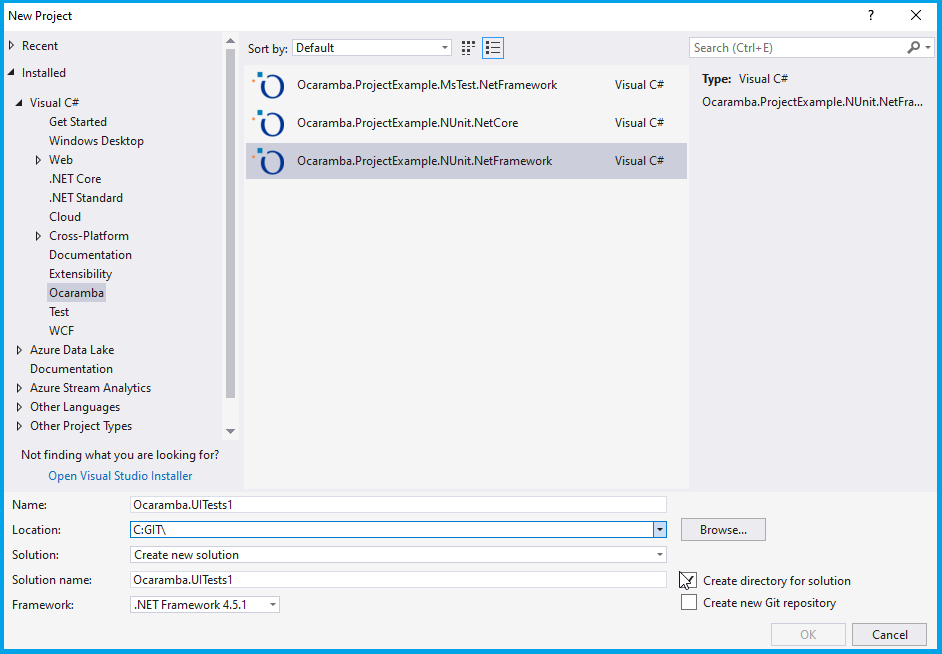 New Project
?
Recent
Installed
Visual C#
Get Started
Windows Desktop
Web
.NET Core
.NET Standard
Cloud
Cross-Platform
Documentation
Extensibility
Ocaramba
Test
WCF
Azure Data Lake
Documentation
Azure Stream Analytics
Other Languages
Other Project Types
Not finding what you are looking for?
Open Visual Studio Installer
Sort by: Default
Ocaramba.ProjectExample.MsTest.NetFramework Visual C#
Ocaramba.ProjectExample.NUnit.NetCore Visual C#
Ocaramba.ProjectExample.NUnit.NetFramework Visual C#
Search (Ctrl+E)
Type: Visual C#
Ocaramba.ProjectExample.NUnit.NetFra...
Name: Ocaramba.UITests1
Location: C:GIT\ Browse...
Solution: Create new solution
Solution name: Ocaramba.UITests1 Create directory for solution
Framework: .NET Framework 4.5.1 Create new Git repository
OK Cancel